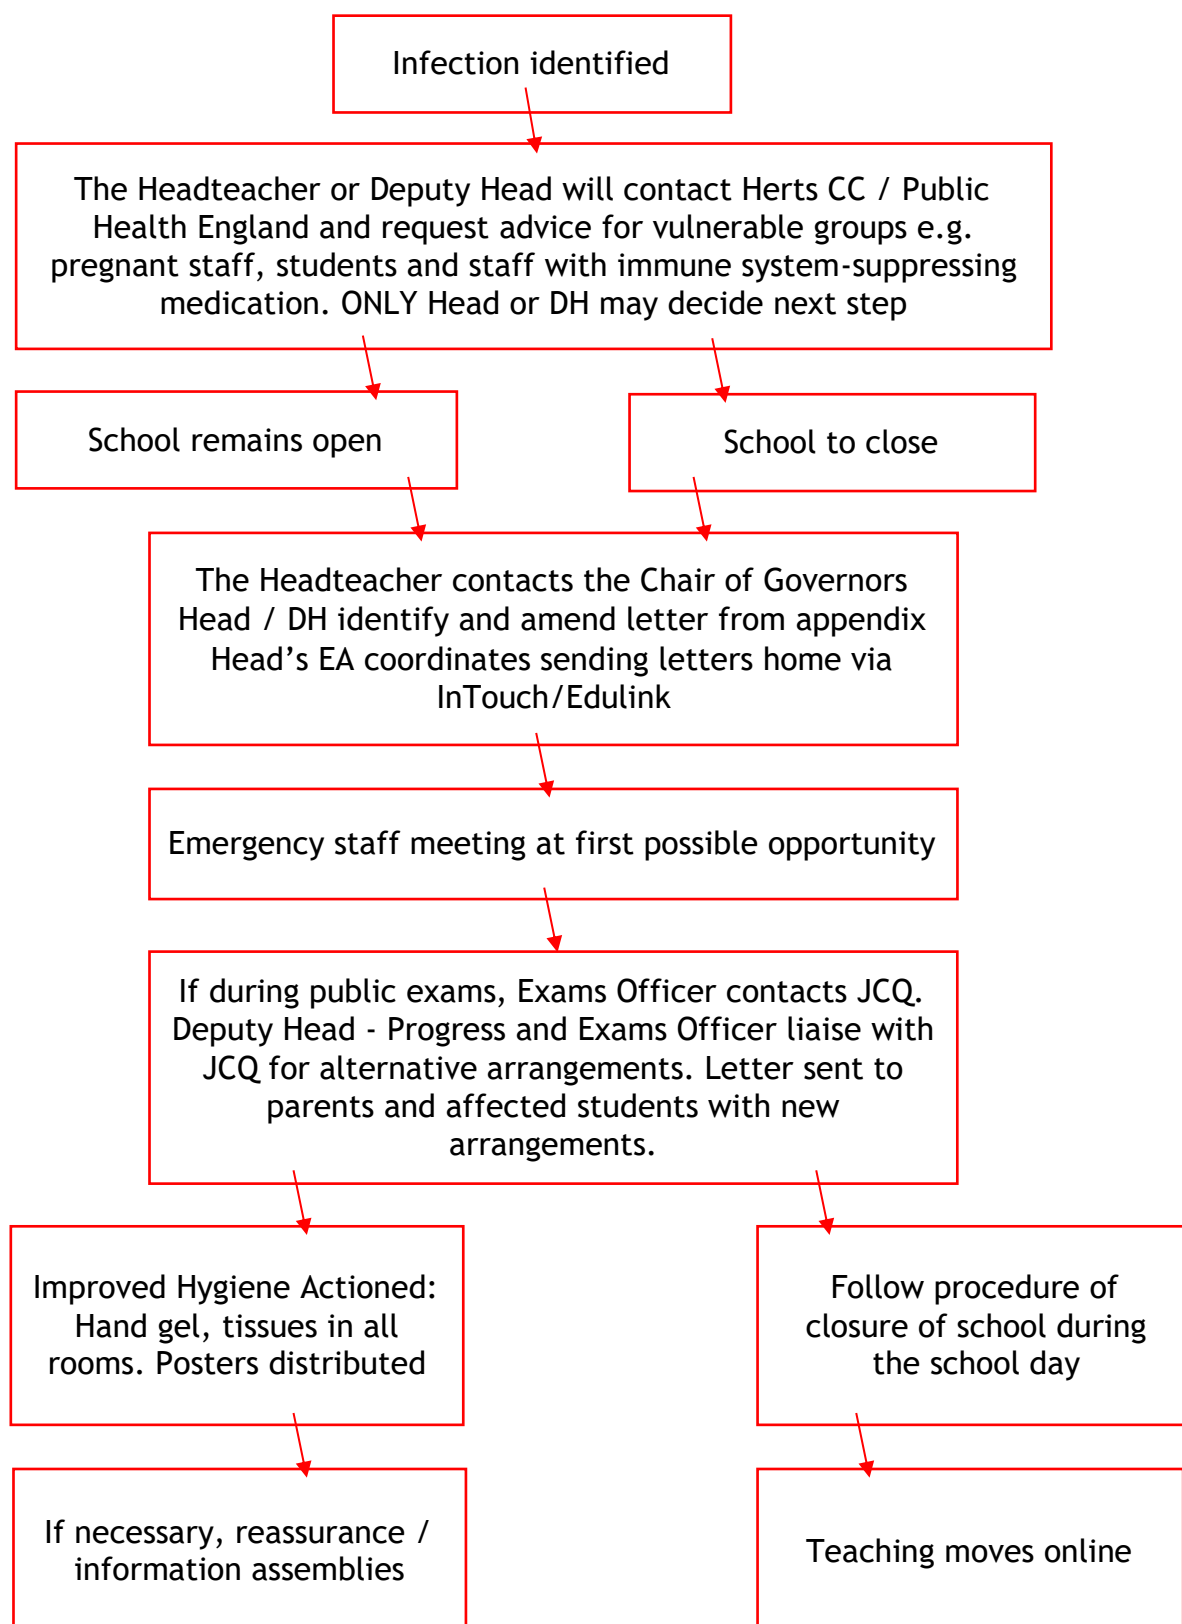 Infection identified
The Headteacher or Deputy Head will contact Herts CC / Public
Health England and request advice for vulnerable groups e.g.
pregnant staff, students and staff with immune system-suppressing
medication. ONLY Head or DH may decide next step
School remains open
School to close
The Headteacher contacts the Chair of Governors
Head / DH identify and amend letter from appendix
Head’s EA coordinates sending letters home via
InTouch/Edulink
Emergency staff meeting at first possible opportunity
If during public exams, Exams Officer contacts JCQ.
Deputy Head - Progress and Exams Officer liaise with
JCQ for alternative arrangements. Letter sent to
parents and affected students with new
arrangements.
Improved Hygiene Actioned:
Hand gel, tissues in all
rooms. Posters distributed
Follow procedure of
closure of school during
the school day
If necessary, reassurance /
information assemblies
Teaching moves online